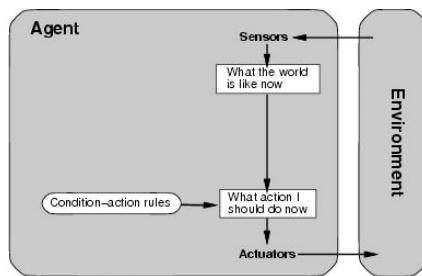 Agent
Sensors
What the world
is like now
Environment
Condition−action rules
What action I
should do now
Actuators